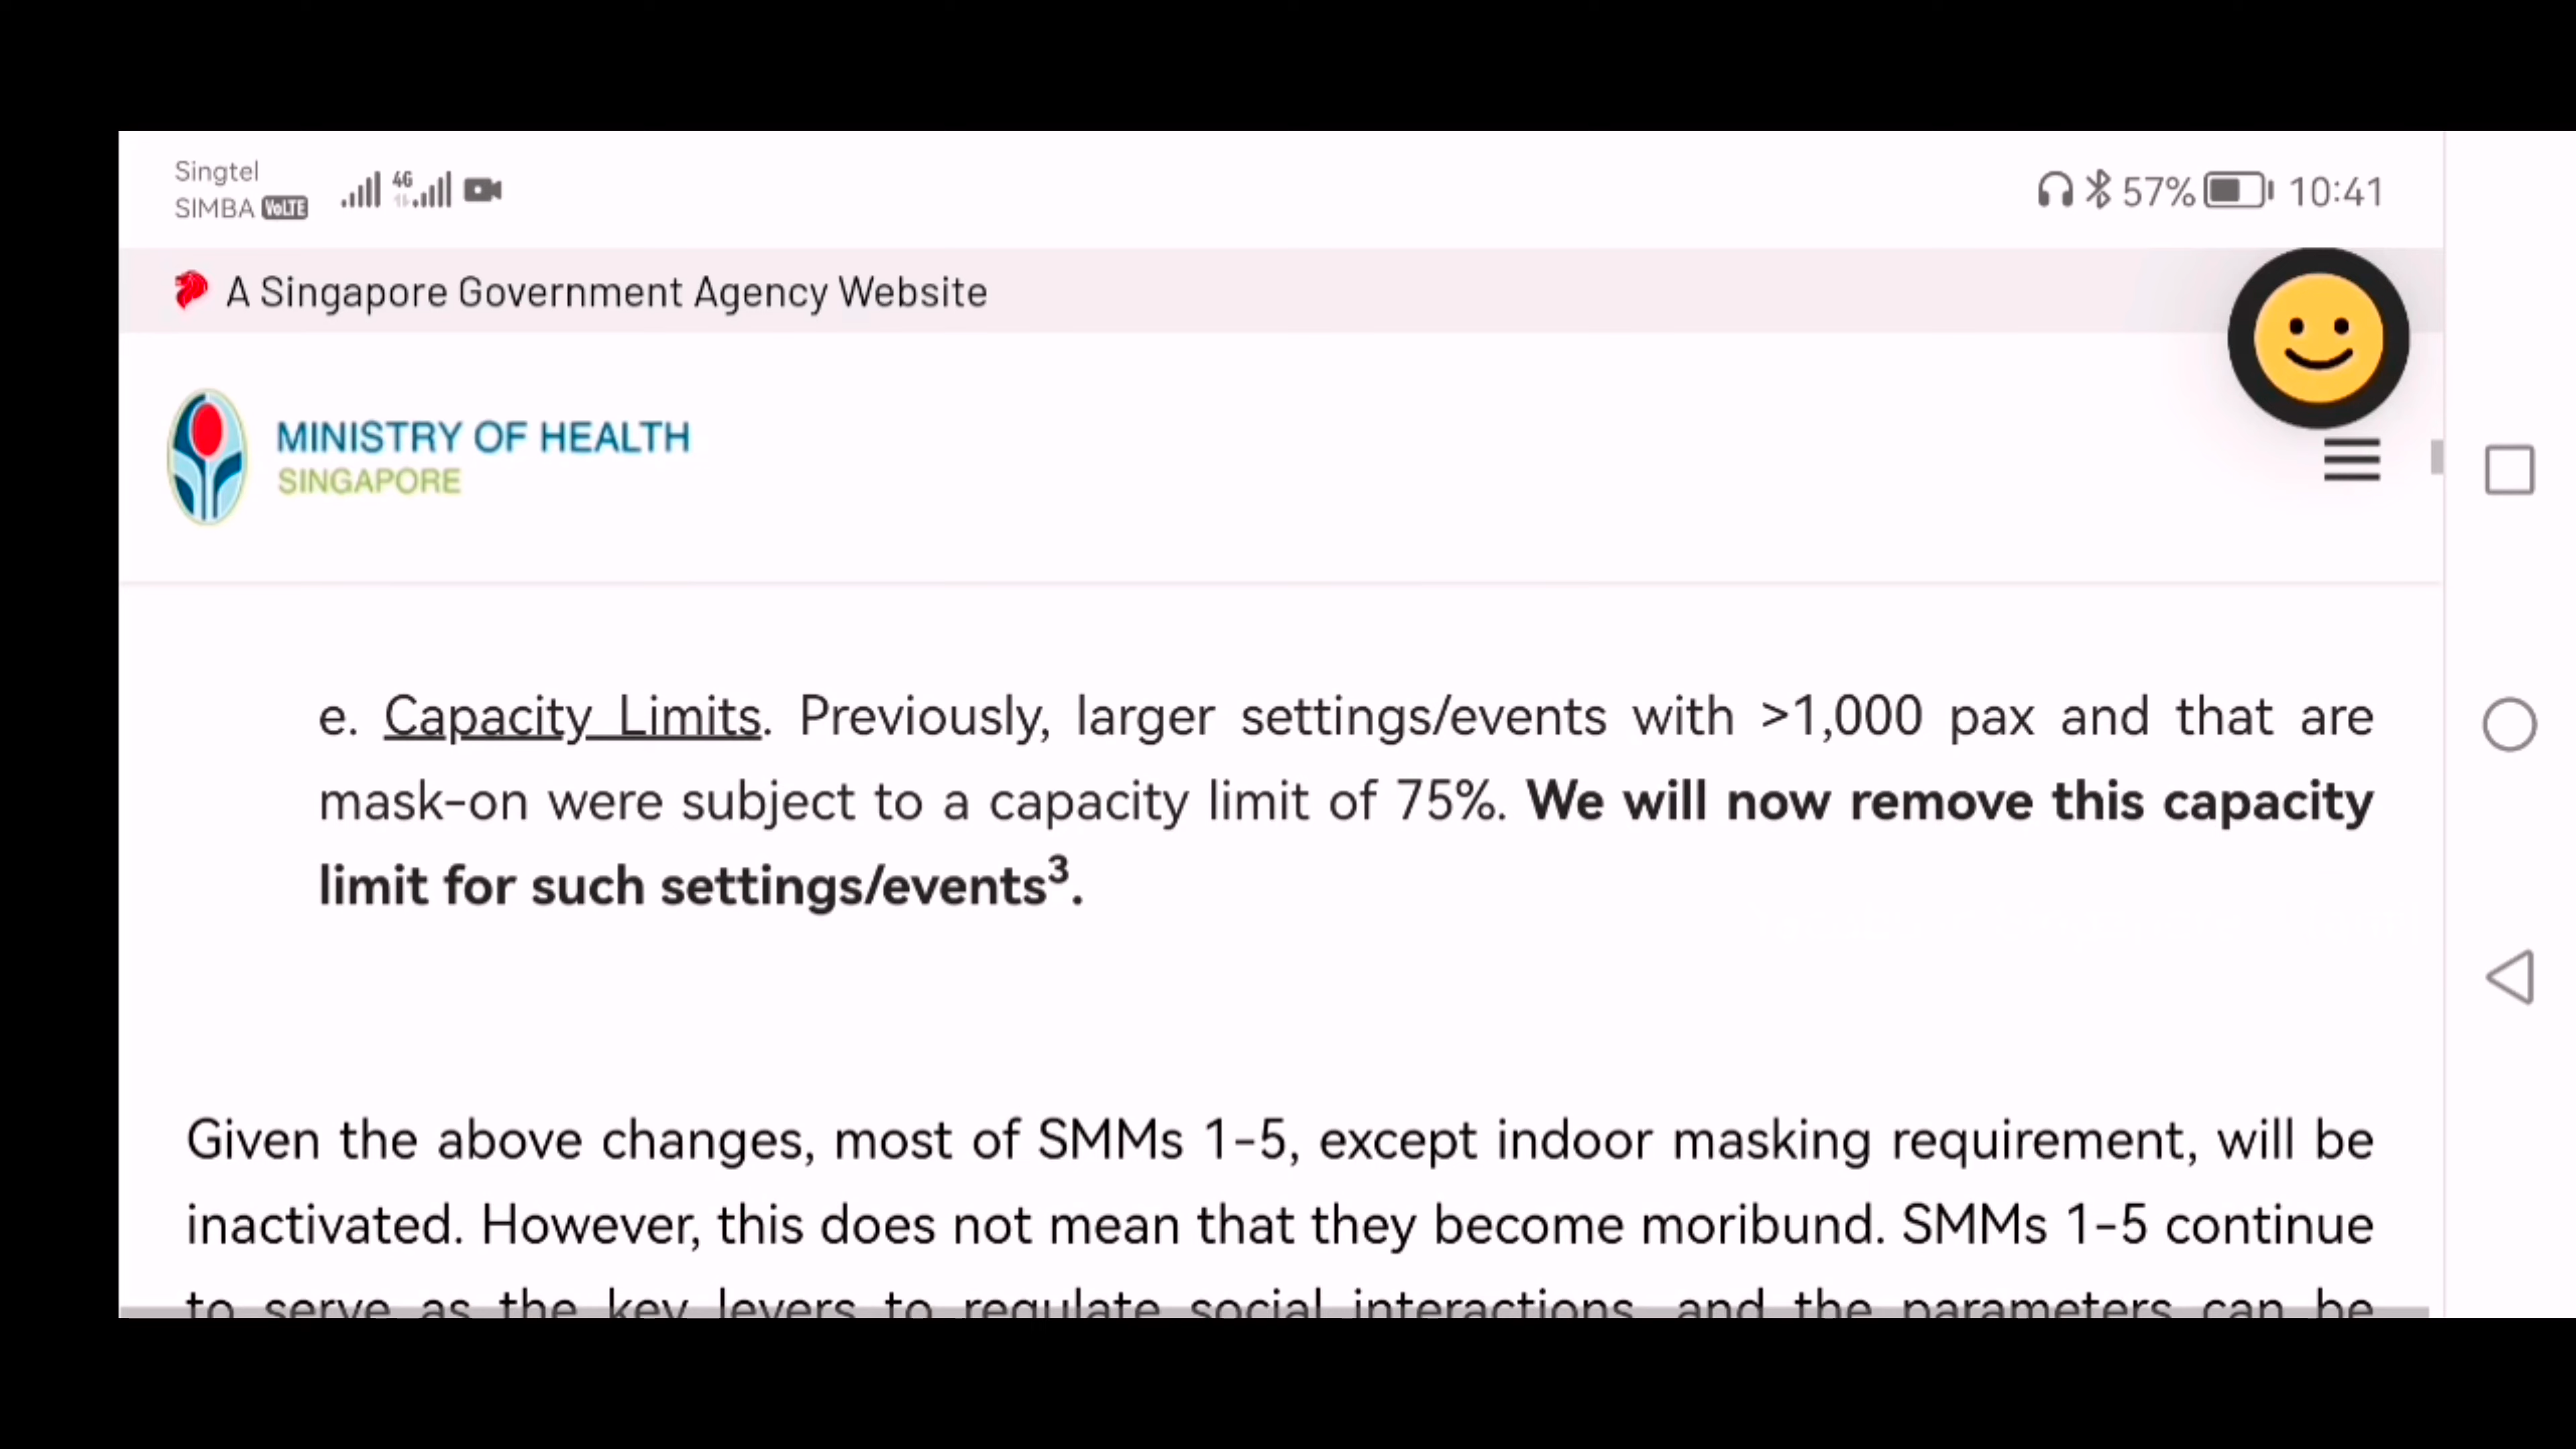 Singtel
SIMBA VoLTE 4G 57% 10:41
A Singapore Government Agency Website
MINISTRY OF HEALTH
SINGAPORE
e. Capacity Limits. Previously, larger settings/events with >1,000 pax and that are
mask-on were subject to a capacity limit of 75%. We will now remove this capacity
limit for such settings/events³.
Given the above changes, most of SMMs 1-5, except indoor masking requirement, will be
inactivated. However, this does not mean that they become moribund. SMMs 1-5 continue
to serve as the key levers to regulate social interactions, and the parameters can be